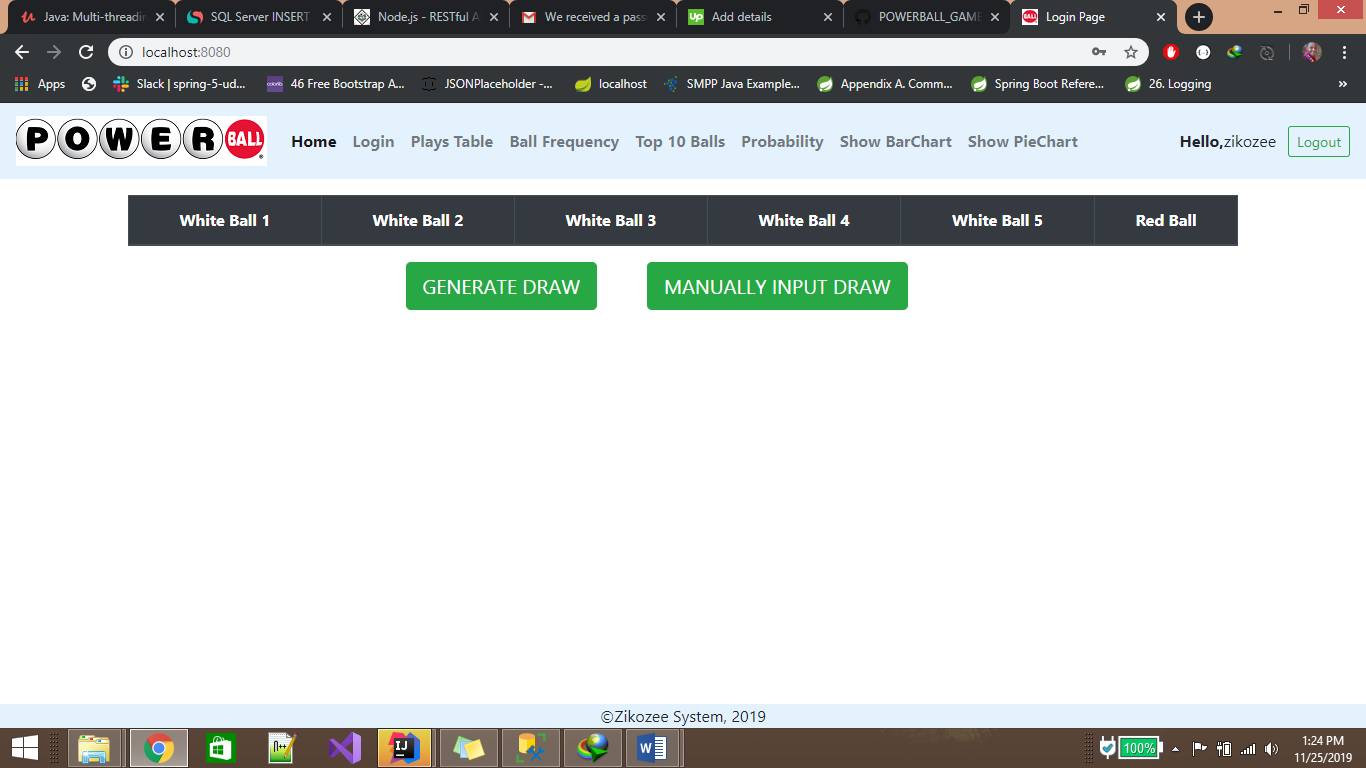 Java: Multi-threadin
SQL Server INSERT
Node.js - RESTful A
We received a passw
Up Add details
POWERBALL_GAME
BALL Login Page
localhost:8080
Apps
Slack | spring-5-ud...
46 Free Bootstrap A...
JSONPlaceholder -...
localhost
SMPP Java Example...
Appendix A. Comm...
Spring Boot Refere...
26. Logging
»
POWER BALL®
Home Login Plays Table Ball Frequency Top 10 Balls Probability Show BarChart Show PieChart Hello,zikozee Logout
White Ball 1 White Ball 2 White Ball 3 White Ball 4 White Ball 5 Red Ball
GENERATE DRAW MANUALLY INPUT DRAW
©Zikozee System, 2019
100%
1:24 PM
11/25/2019